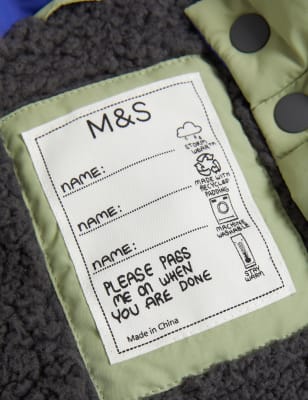 M&S
NAME:
NAME:
NAME:
PLEASE PASS
ME ON WHEN
YOU ARE DONE
Made in China
STORM
WEAR™
MADE WITH
RECYCLED
PADDING
MACHINE
WASHABLE
STAY
WARM